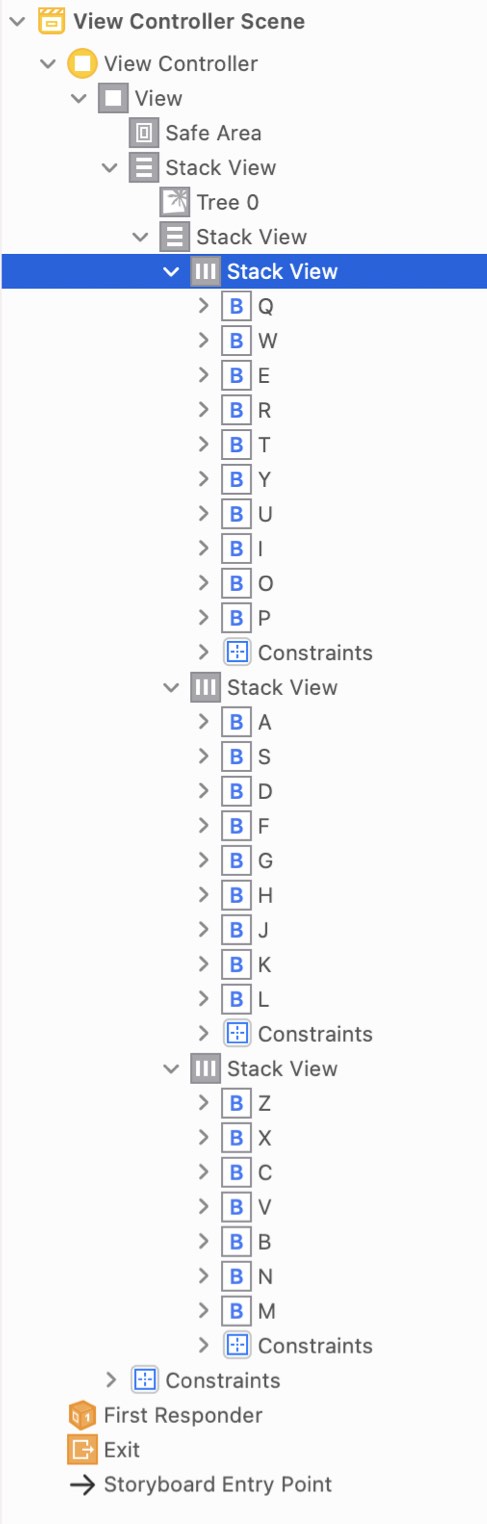 View Controller Scene
View Controller
View
Safe Area
Stack View
Tree 0
Stack View
Stack View
B Q
B W
B E
B R
B T
B Y
B U
B I
B O
B P
Constraints
Stack View
B A
B S
B D
B F
B G
B H
B J
B K
B L
Constraints
Stack View
B Z
B X
B C
B V
B B
B N
B M
Constraints
Constraints
First Responder
Exit
Storyboard Entry Point